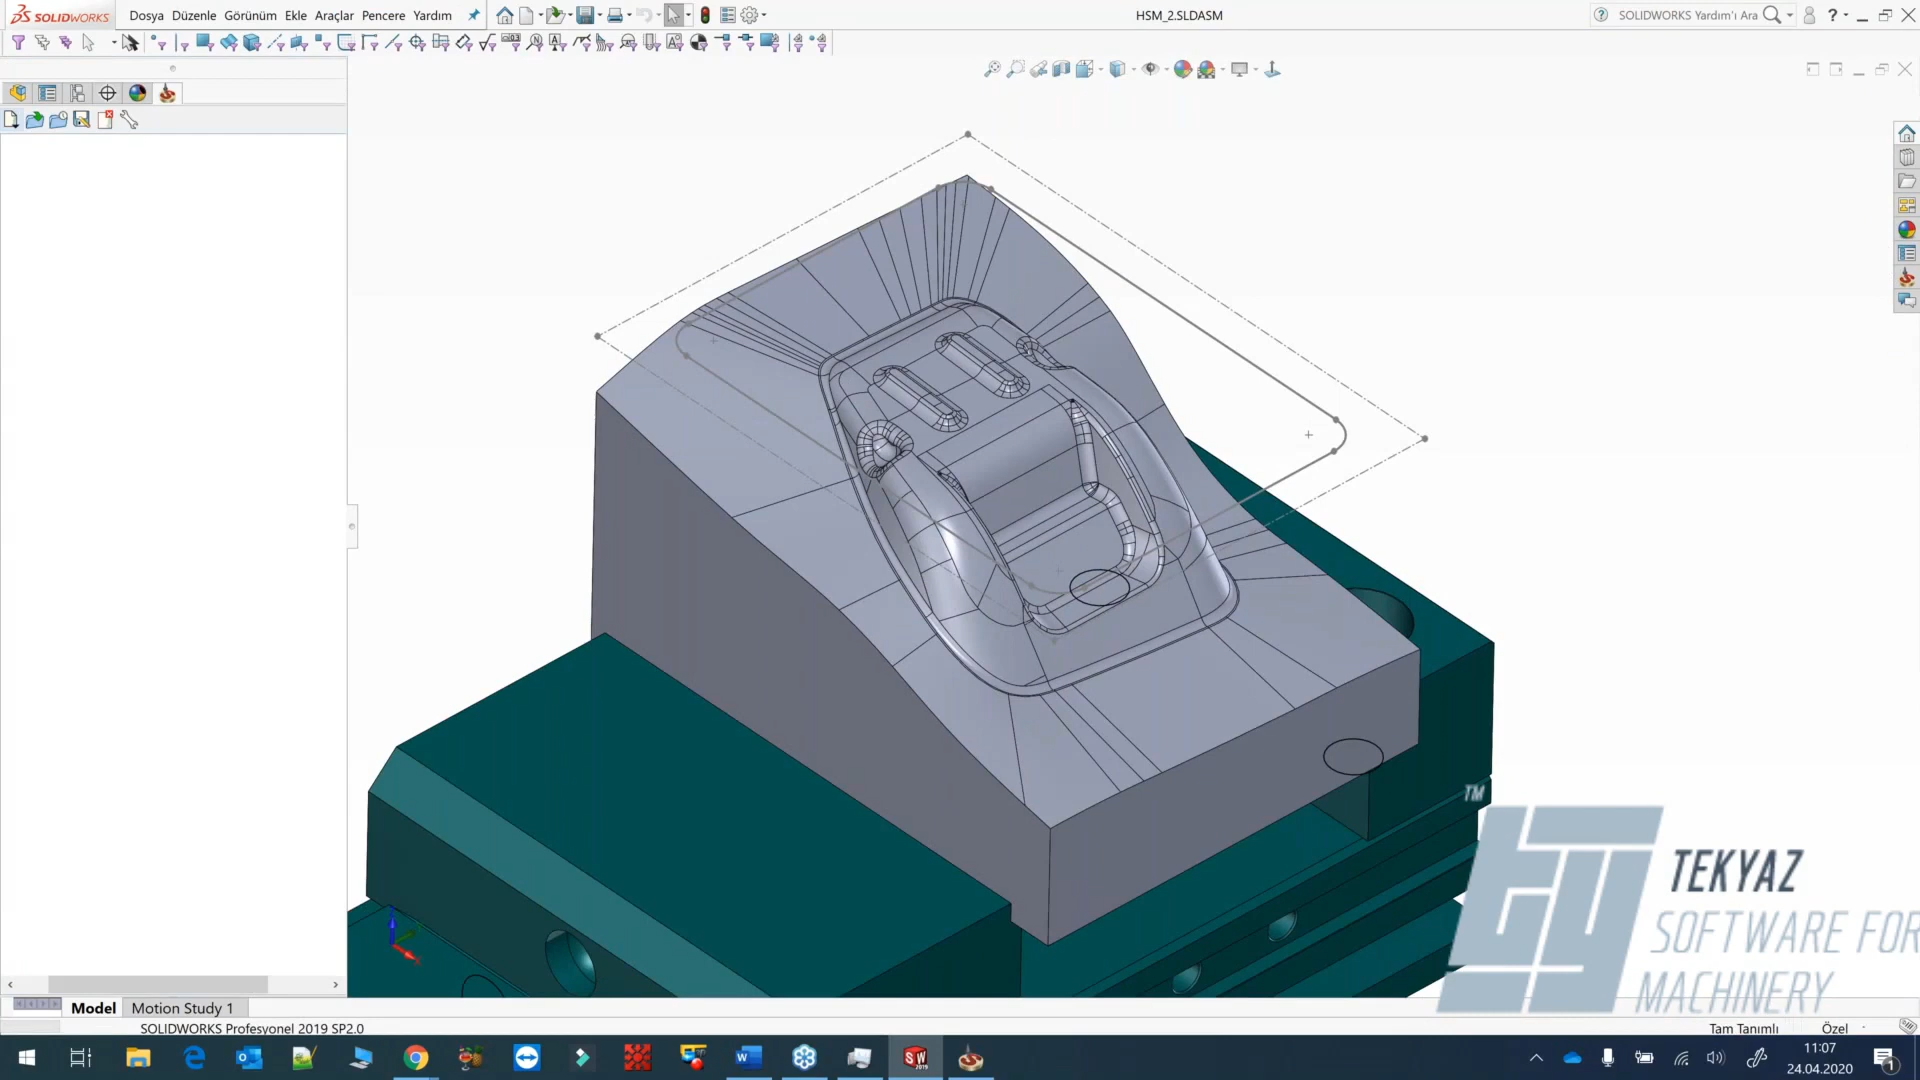 SOLIDWORKS
Dosya Düzenle Görünüm Ekle Araçlar Pencere Yardım
HSM_2.SLDASM
SOLIDWORKS Yardım'ı Ara
?
TM
TEKYAZ
SOFTWARE FOR
MACHINERY
Model Motion Study 1
SOLIDWORKS Profesyonel 2019 SP2.0
Tam Tanımlı Özel
11:07
24.04.2020
1